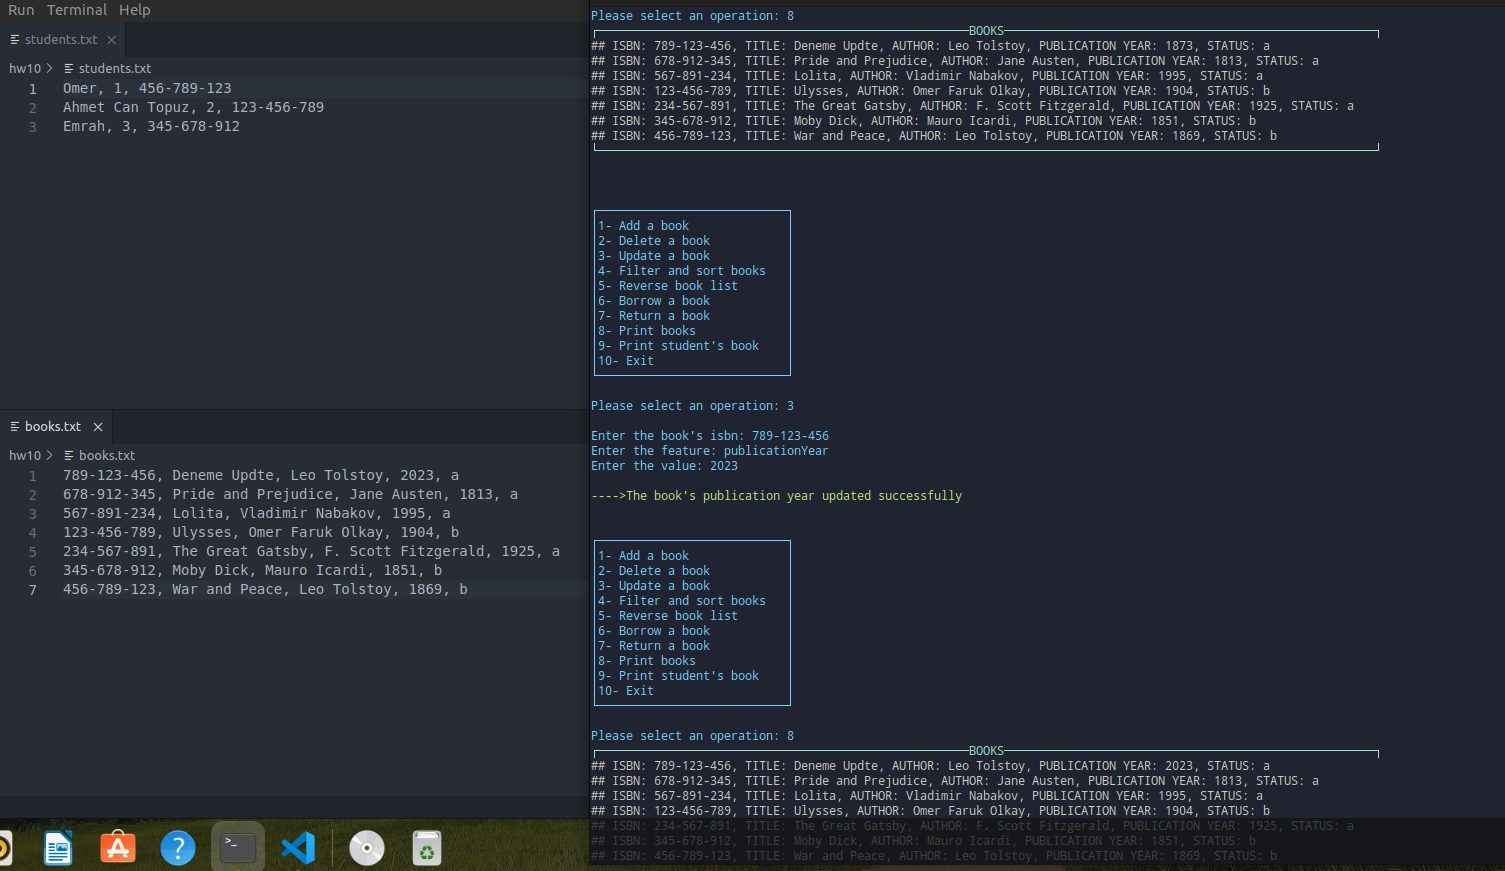 Run Terminal Help
students.txt
hw10 > students.txt
1 Omer, 1, 456-789-123
2 Ahmet Can Topuz, 2, 123-456-789
3 Emrah, 3, 345-678-912
books.txt
hw10 > books.txt
1 789-123-456, Deneme Updte, Leo Tolstoy, 2023, a
2 678-912-345, Pride and Prejudice, Jane Austen, 1813, a
3 567-891-234, Lolita, Vladimir Nabakov, 1995, a
4 123-456-789, Ulysses, Omer Faruk Olkay, 1904, b
5 234-567-891, The Great Gatsby, F. Scott Fitzgerald, 1925, a
6 345-678-912, Moby Dick, Mauro Icardi, 1851, b
7 456-789-123, War and Peace, Leo Tolstoy, 1869, b
Please select an operation: 8
BOOKS
## ISBN: 789-123-456, TITLE: Deneme Updte, AUTHOR: Leo Tolstoy, PUBLICATION YEAR: 1873, STATUS: a
## ISBN: 678-912-345, TITLE: Pride and Prejudice, AUTHOR: Jane Austen, PUBLICATION YEAR: 1813, STATUS: a
## ISBN: 567-891-234, TITLE: Lolita, AUTHOR: Vladimir Nabakov, PUBLICATION YEAR: 1995, STATUS: a
## ISBN: 123-456-789, TITLE: Ulysses, AUTHOR: Omer Faruk Olkay, PUBLICATION YEAR: 1904, STATUS: b
## ISBN: 234-567-891, TITLE: The Great Gatsby, AUTHOR: F. Scott Fitzgerald, PUBLICATION YEAR: 1925, STATUS: a
## ISBN: 345-678-912, TITLE: Moby Dick, AUTHOR: Mauro Icardi, PUBLICATION YEAR: 1851, STATUS: b
## ISBN: 456-789-123, TITLE: War and Peace, AUTHOR: Leo Tolstoy, PUBLICATION YEAR: 1869, STATUS: b
1- Add a book
2- Delete a book
3- Update a book
4- Filter and sort books
5- Reverse book list
6- Borrow a book
7- Return a book
8- Print books
9- Print student's book
10- Exit
Please select an operation: 3
Enter the book's isbn: 789-123-456
Enter the feature: publicationYear
Enter the value: 2023
---->The book's publication year updated successfully
1- Add a book
2- Delete a book
3- Update a book
4- Filter and sort books
5- Reverse book list
6- Borrow a book
7- Return a book
8- Print books
9- Print student's book
10- Exit
Please select an operation: 8
BOOKS
## ISBN: 789-123-456, TITLE: Deneme Updte, AUTHOR: Leo Tolstoy, PUBLICATION YEAR: 2023, STATUS: a
## ISBN: 678-912-345, TITLE: Pride and Prejudice, AUTHOR: Jane Austen, PUBLICATION YEAR: 1813, STATUS: a
## ISBN: 567-891-234, TITLE: Lolita, AUTHOR: Vladimir Nabakov, PUBLICATION YEAR: 1995, STATUS: a
## ISBN: 123-456-789, TITLE: Ulysses, AUTHOR: Omer Faruk Olkay, PUBLICATION YEAR: 1904, STATUS: b
## ISBN: 234-567-891, TITLE: The Great Gatsby, AUTHOR: F. Scott Fitzgerald, PUBLICATION YEAR: 1925, STATUS: a
## ISBN: 345-678-912, TITLE: Moby Dick, AUTHOR: Mauro Icardi, PUBLICATION YEAR: 1851, STATUS: b
## ISBN: 456-789-123, TITLE: War and Peace, AUTHOR: Leo Tolstoy, PUBLICATION YEAR: 1869, STATUS: b